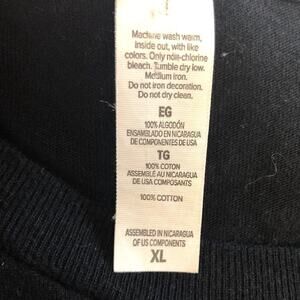 Machine wash warm,
inside out, with like
colors. Only non-chlorine
bleach. Tumble dry low.
Medium iron.
Do not iron decoration.
Do not dry clean.
EG
100% ALGODÓN
ENSAMBLADO EN NICARAGUA
DE COMPONENTES DE USA
TG
100% COTON
ASSEMBLÉ AU NICARAGUA
DE USA COMPOSANTS
100% COTTON
ASSEMBLED IN NICARAGUA
OF US COMPONENTS
XL